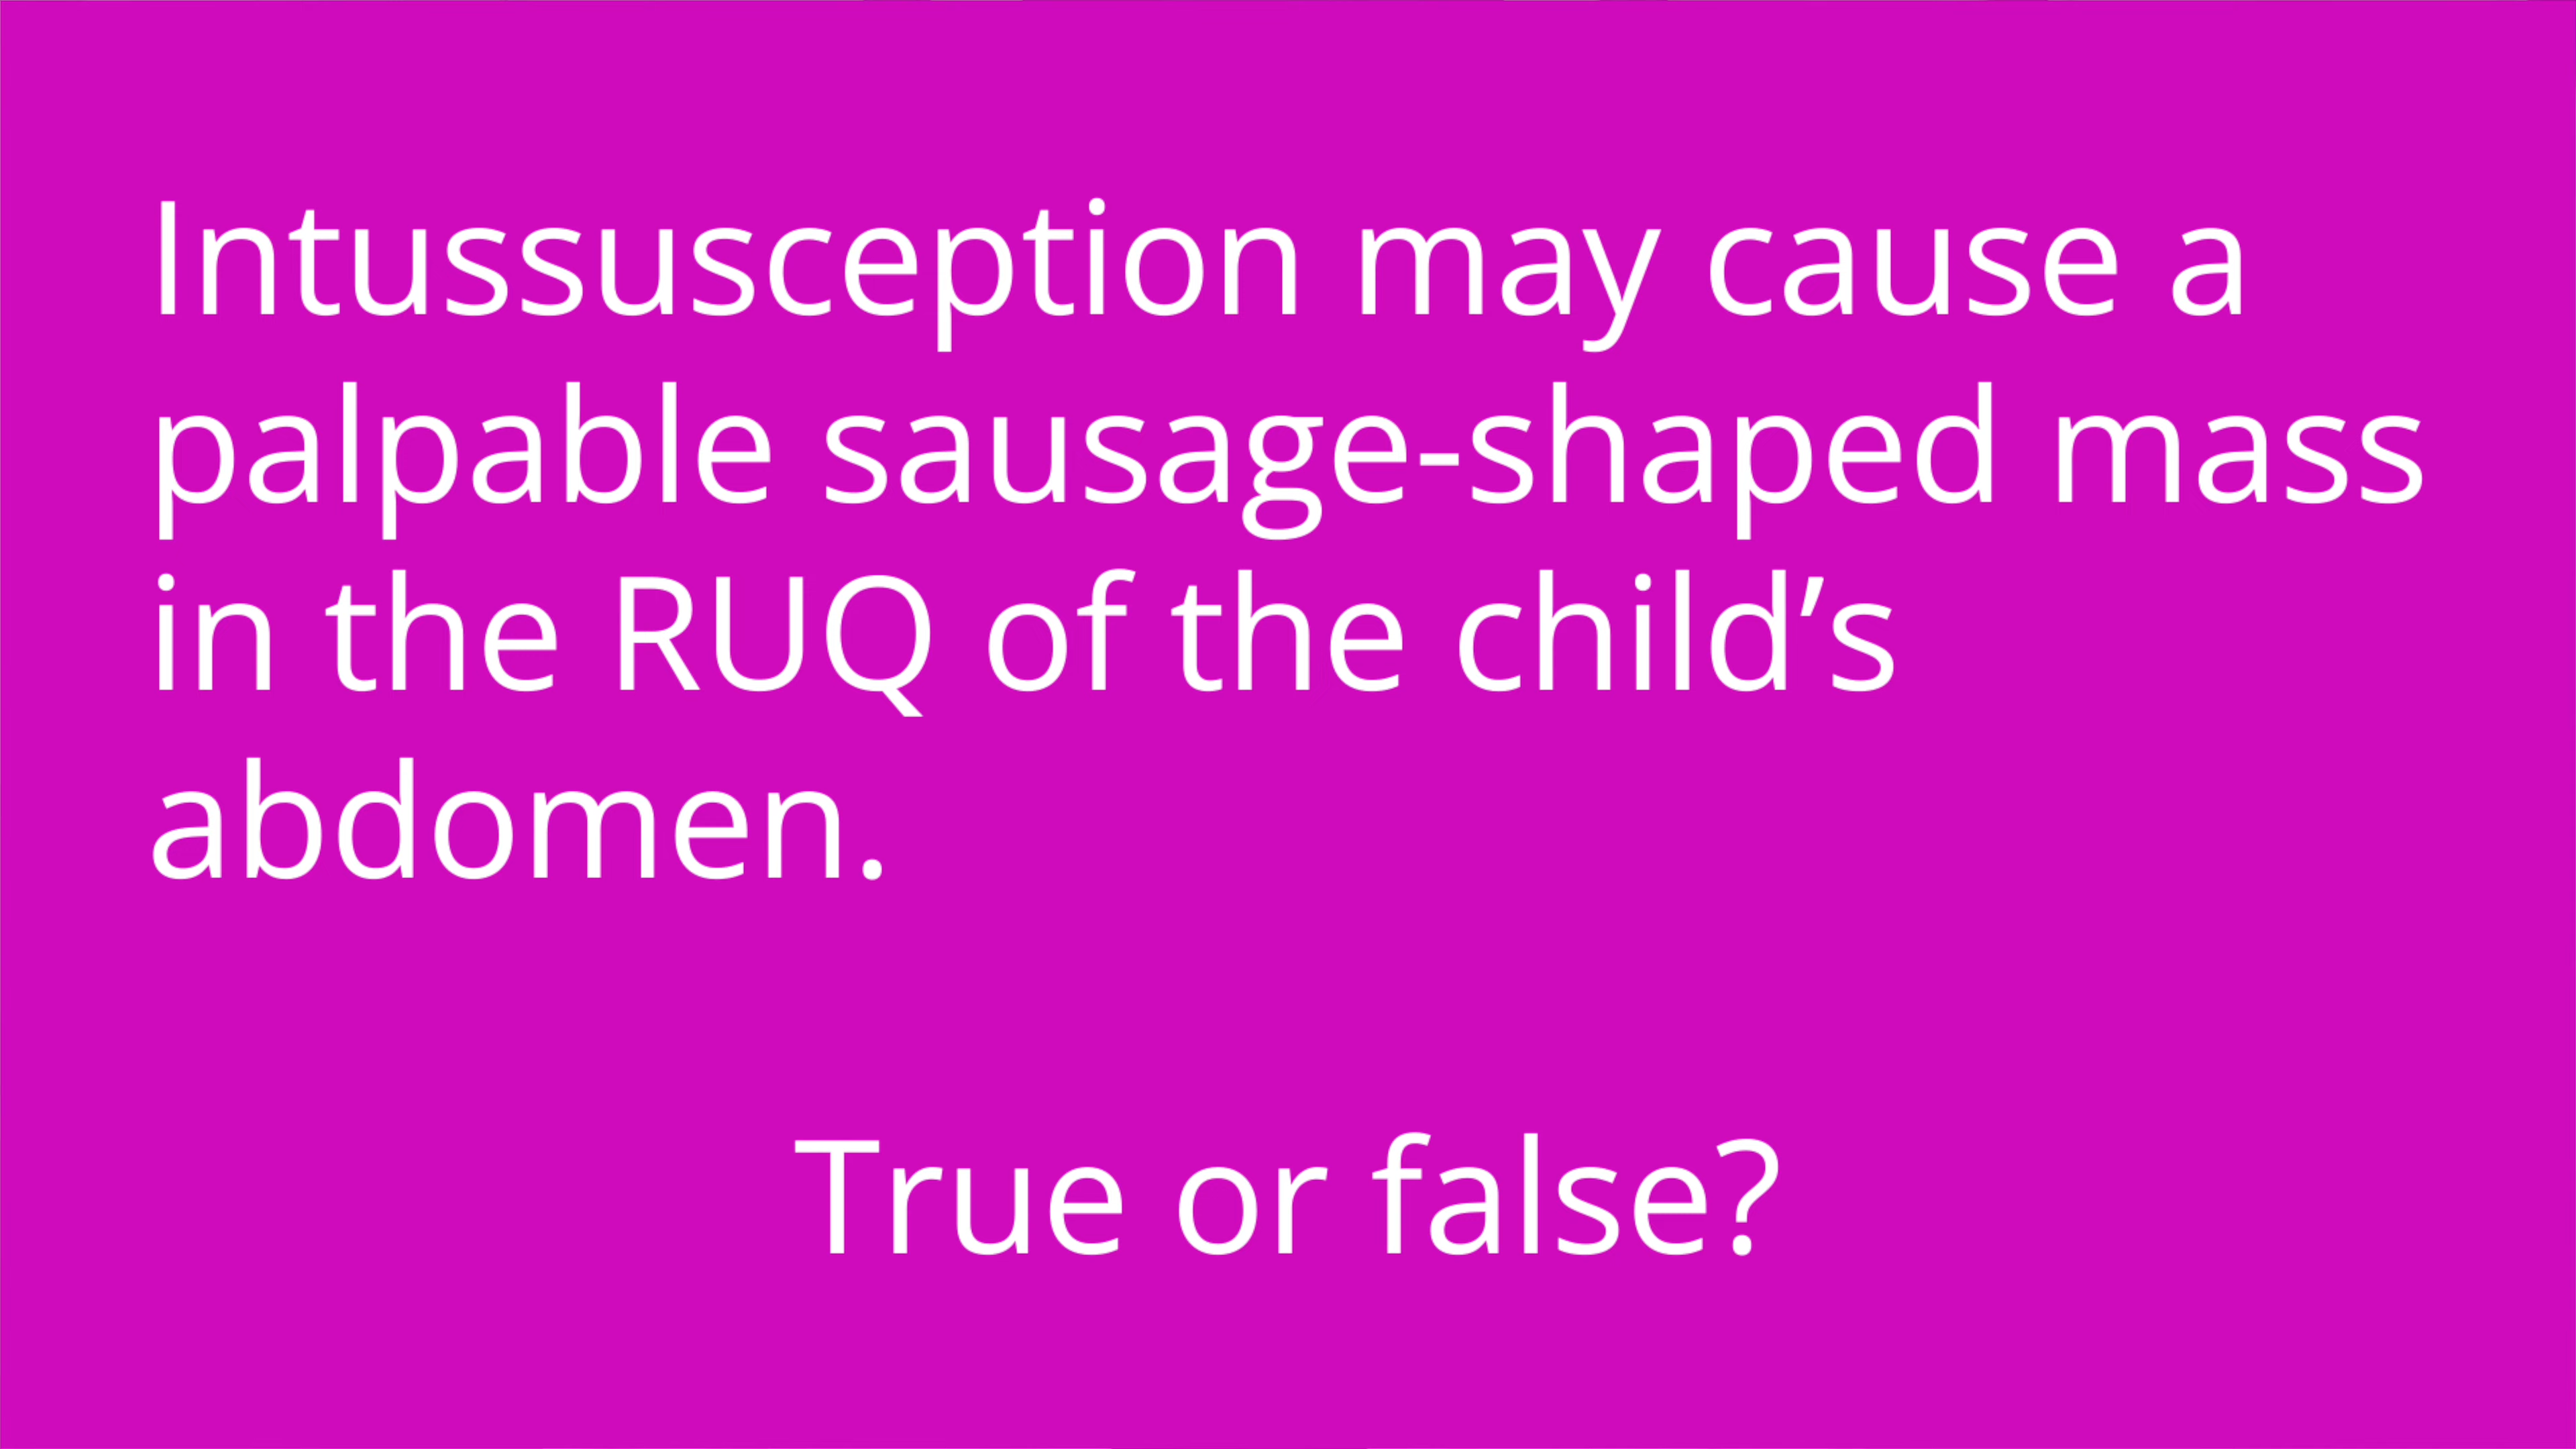 Intussusception may cause a
palpable sausage-shaped mass
in the RUQ of the child’s
abdomen.
True or false?